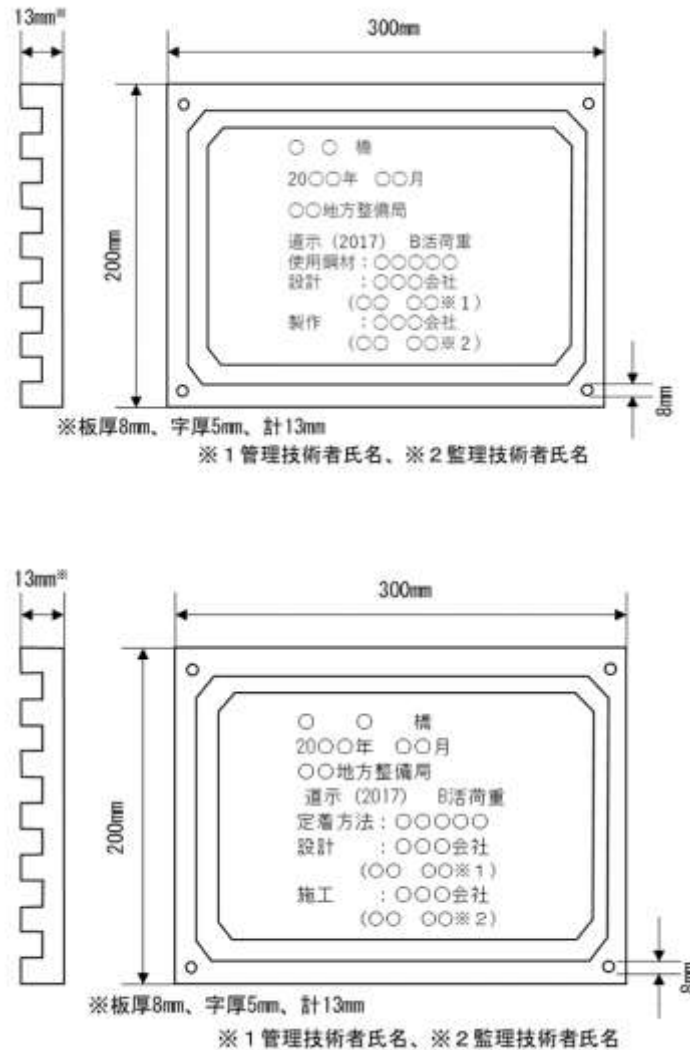 13mm※
300mm
200mm
○ ○ 橋
20○○年 ○○月
○○地方整備局
道示(2017) B活荷重
使用鋼材:○○○○○
設計 :○○○会社
(○○ ○○※1)
製作 :○○○会社
(○○ ○○※2)
8mm
※板厚8mm、字厚5mm、計13mm
※1管理技術者氏名、※2監理技術者氏名
13mm※
300mm
200mm
○ ○ 橋
20○○年 ○○月
○○地方整備局
道示(2017) B活荷重
定着方法:○○○○○
設計 :○○○会社
(○○ ○○※1)
施工 :○○○会社
(○○ ○○※2)
8mm
※板厚8mm、字厚5mm、計13mm
※1管理技術者氏名、※2監理技術者氏名